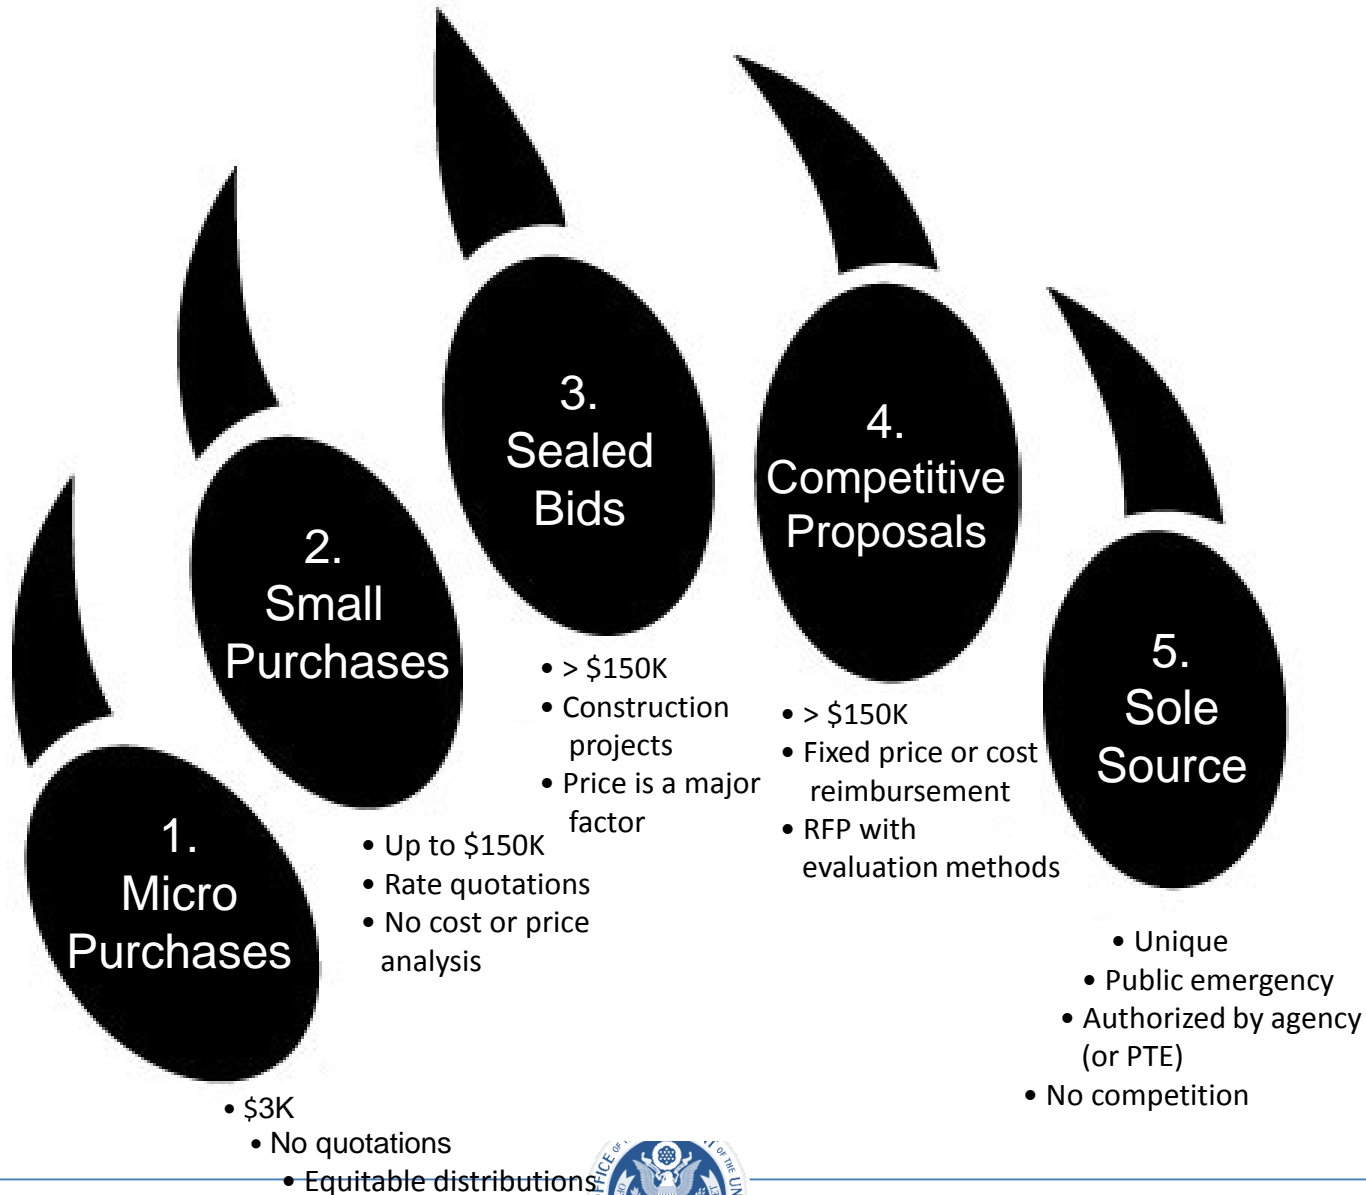 1.
Micro
Purchases
• $3K
• No quotations
• Equitable distributions
2.
Small
Purchases
• Up to $150K
• Rate quotations
• No cost or price
analysis
3.
Sealed
Bids
• > $150K
• Construction
projects
• Price is a major
factor
4.
Competitive
Proposals
• > $150K
• Fixed price or cost
reimbursement
• RFP with
evaluation methods
5.
Sole
Source
• Unique
• Public emergency
• Authorized by agency
(or PTE)
• No competition